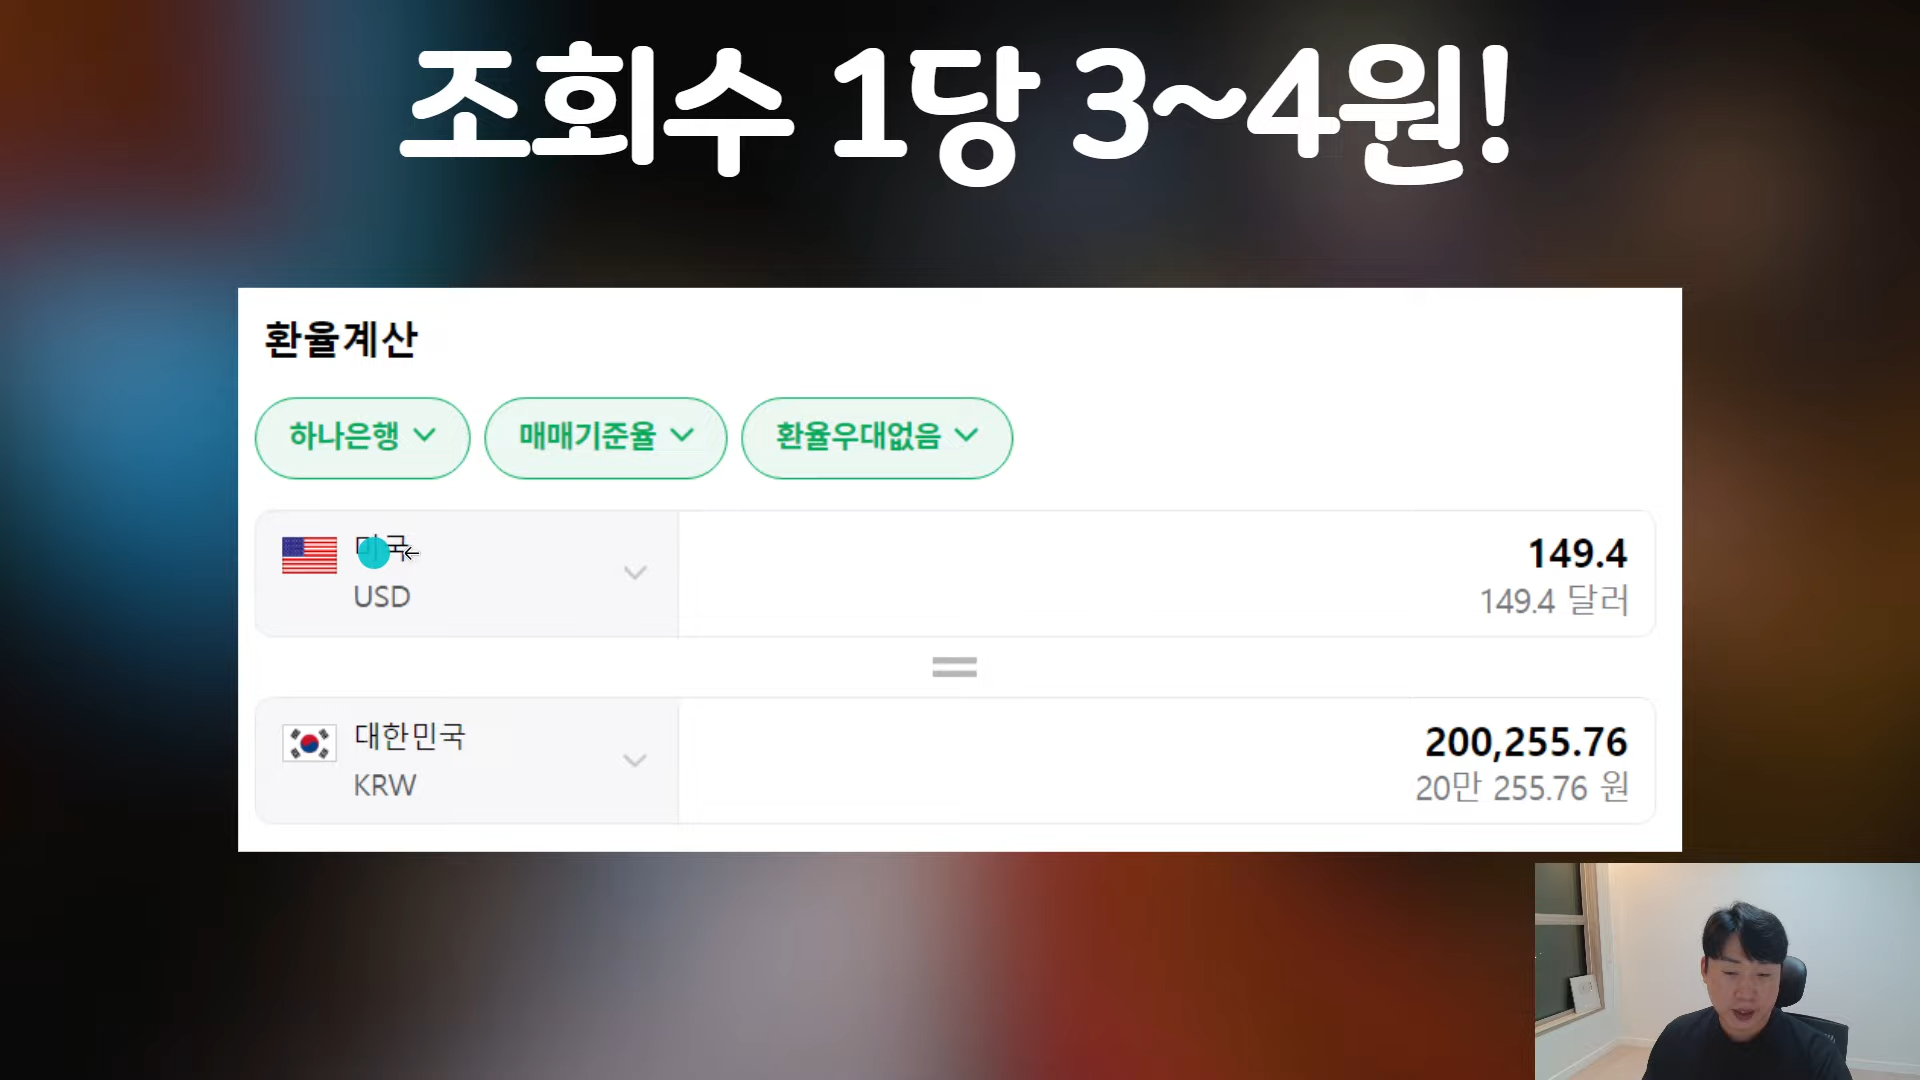 조회수 1당 3~4원!
환율계산
하나은행 매매기준율 환율우대없음
미국
USD
149.4
149.4 달러
대한민국
KRW
200,255.76
20만 255.76 원